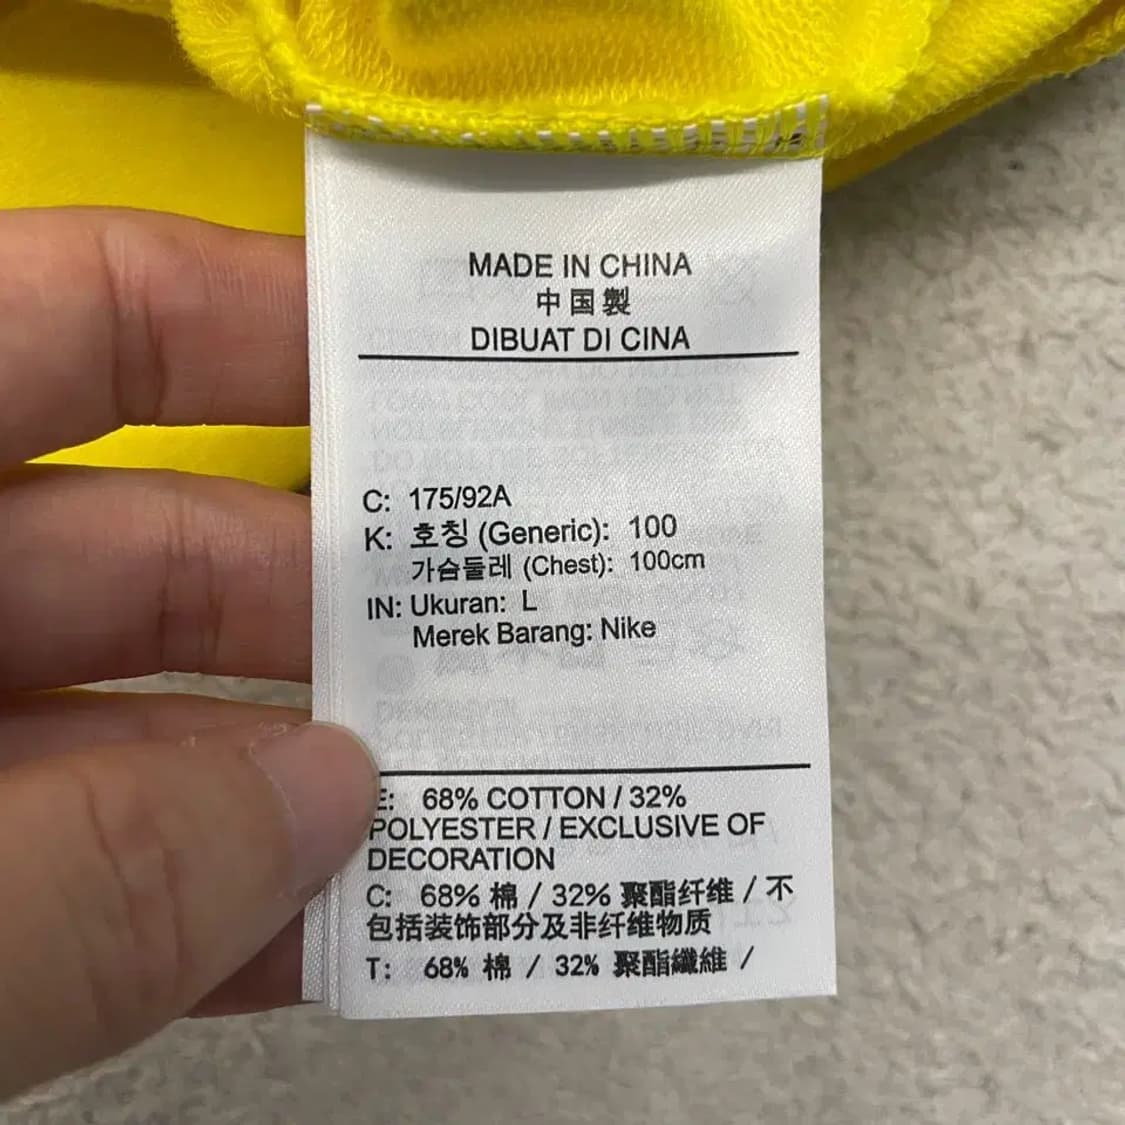 MADE IN CHINA
中国製
DIBUAT DI CINA
C: 175/92A
K: 호칭 (Generic): 100
가슴둘레 (Chest): 100cm
IN: Ukuran: L
Merek Barang: Nike
E: 68% COTTON / 32%
POLYESTER / EXCLUSIVE OF
DECORATION
C: 68% 棉 / 32% 聚酯纤维 / 不
包括装饰部分及非纤维物质
T: 68% 棉 / 32% 聚酯纖維 /